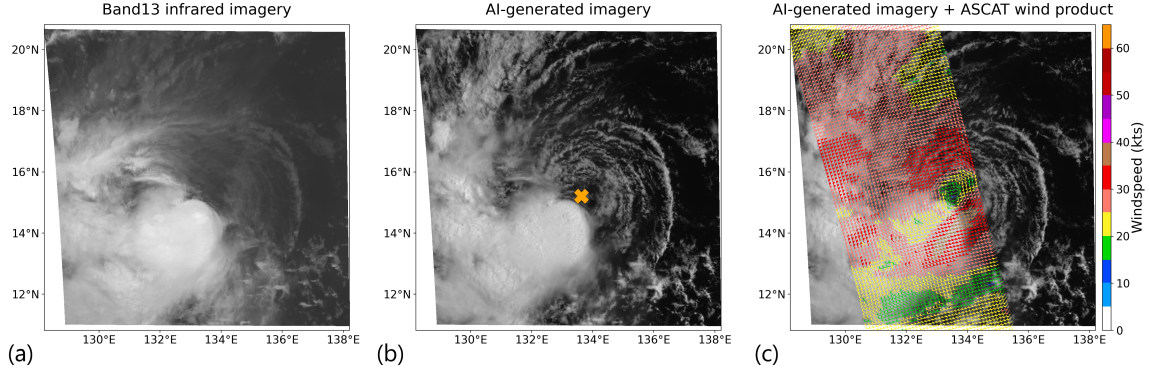 Band13 infrared imagery
AI-generated imagery
AI-generated imagery + ASCAT wind product
20°N
18°N
16°N
14°N
12°N
130°E
132°E
134°E
136°E
138°E
20°N
18°N
16°N
14°N
12°N
130°E
132°E
134°E
136°E
138°E
20°N
18°N
16°N
14°N
12°N
130°E
132°E
134°E
136°E
138°E
60
50
40
30
20
10
0
Windspeed (kts)
(a)
(b)
(c)